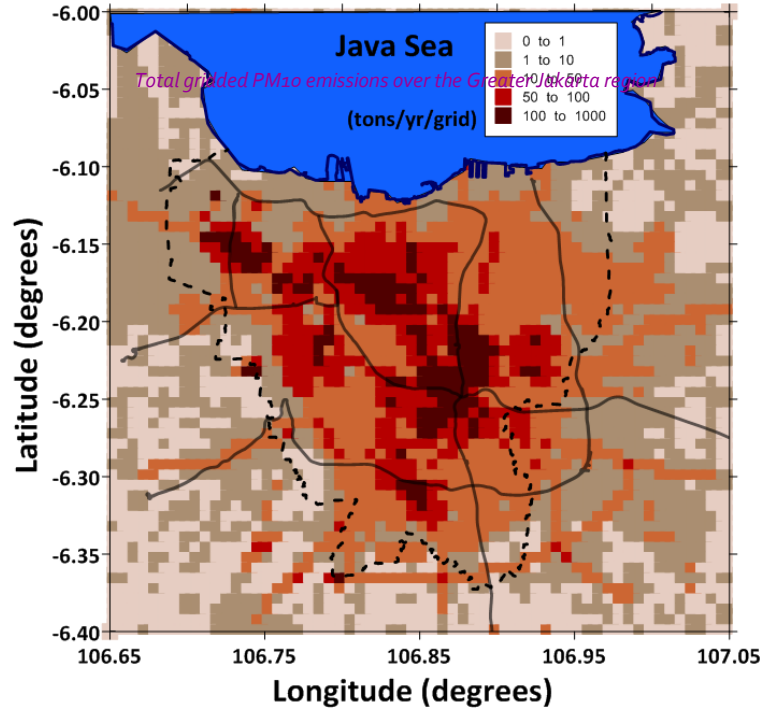 -6.00
Java Sea
0 to 1
1 to 10
Total gridded PM10 emissions over the Greater Jakarta region
10 to 50
-6.05
50 to 100
(tons/yr/grid)
100 to 1000
-6.10
-6.15
-6.20
-6.25
-6.30
-6.35
-6.40
Latitude (degrees)
106.65
106.75
106.85
106.95
107.05
Longitude (degrees)